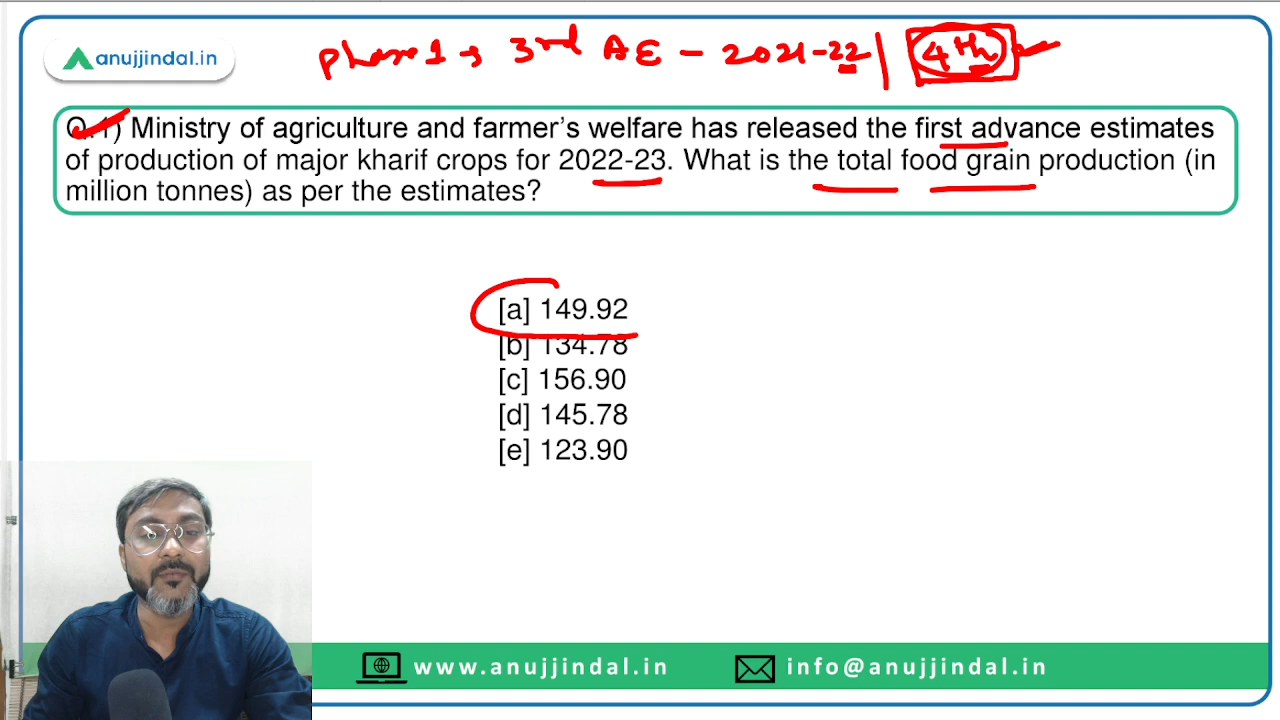 anujjindal.in
Phase 1 → 3rd AE - 2021-22 | 4th
Q.1) Ministry of agriculture and farmer’s welfare has released the first advance estimates
of production of major kharif crops for 2022-23. What is the total food grain production (in
million tonnes) as per the estimates?
[a] 149.92
[b] 134.78
[c] 156.90
[d] 145.78
[e] 123.90
www.anujjindal.in
info@anujjindal.in